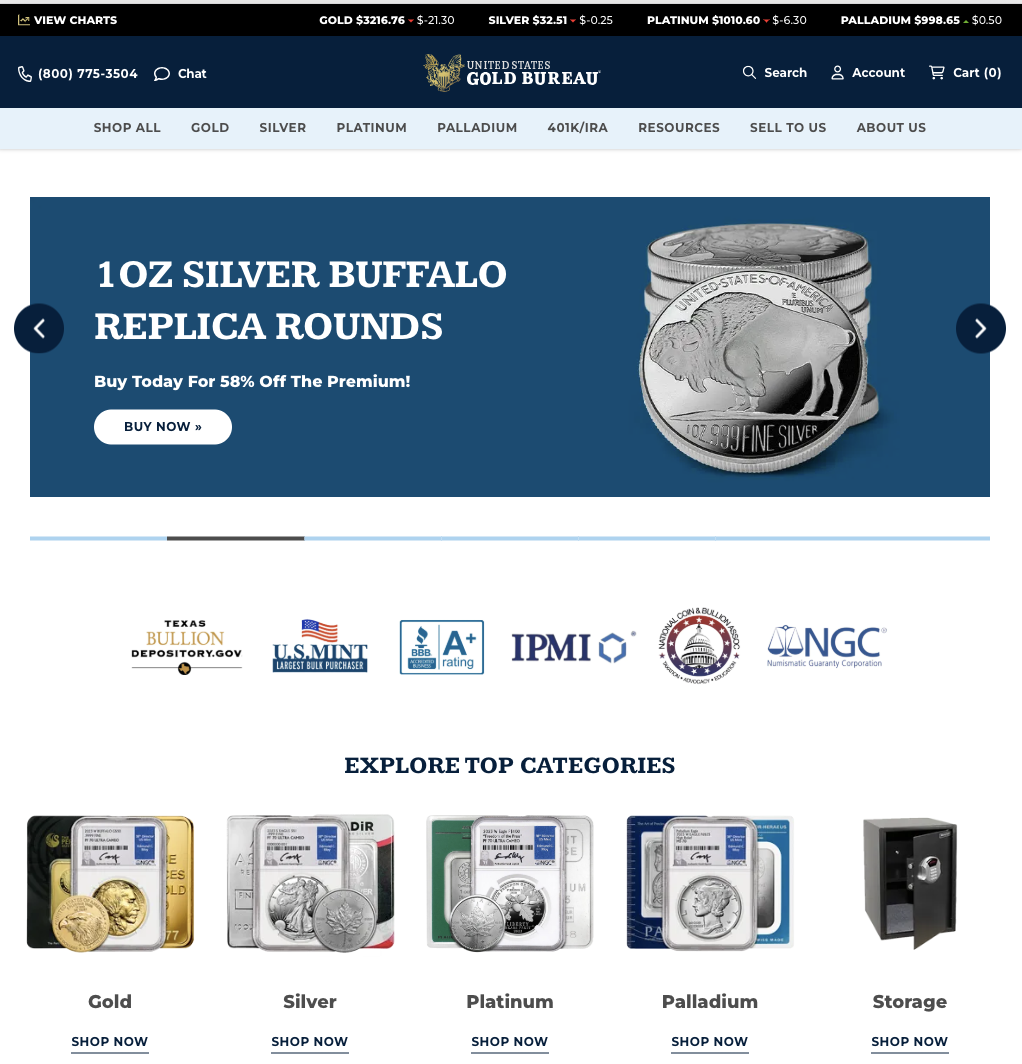 VIEW CHARTS
GOLD $3216.76 $-21.30 SILVER $32.51 $-0.25 PLATINUM $1010.60 $-6.30 PALLADIUM $998.65 $0.50
(800) 775-3504 Chat
UNITED STATES
GOLD BUREAU
Search Account Cart (0)
SHOP ALL GOLD SILVER PLATINUM PALLADIUM 401K/IRA RESOURCES SELL TO US ABOUT US
1 OZ SILVER BUFFALO
REPLICA ROUNDS
Buy Today For 58% Off The Premium!
BUY NOW »
UNITED·STATES·OF·AMERICA
E
PLURIBUS
UNUM
1 OZ .999 FINE SILVER
TEXAS
BULLION
DEPOSITORY.GOV
U.S. MINT
LARGEST BULK PURCHASER
BBB
ACCREDITED
BUSINESS
A+
rating
IPMI
NATIONAL COIN & BULLION ASSOC
TAXATION • ADVOCACY • EDUCATION
NGC®
Numismatic Guaranty Corporation
EXPLORE TOP CATEGORIES
Gold Silver Platinum Palladium Storage
SHOP NOW SHOP NOW SHOP NOW SHOP NOW SHOP NOW